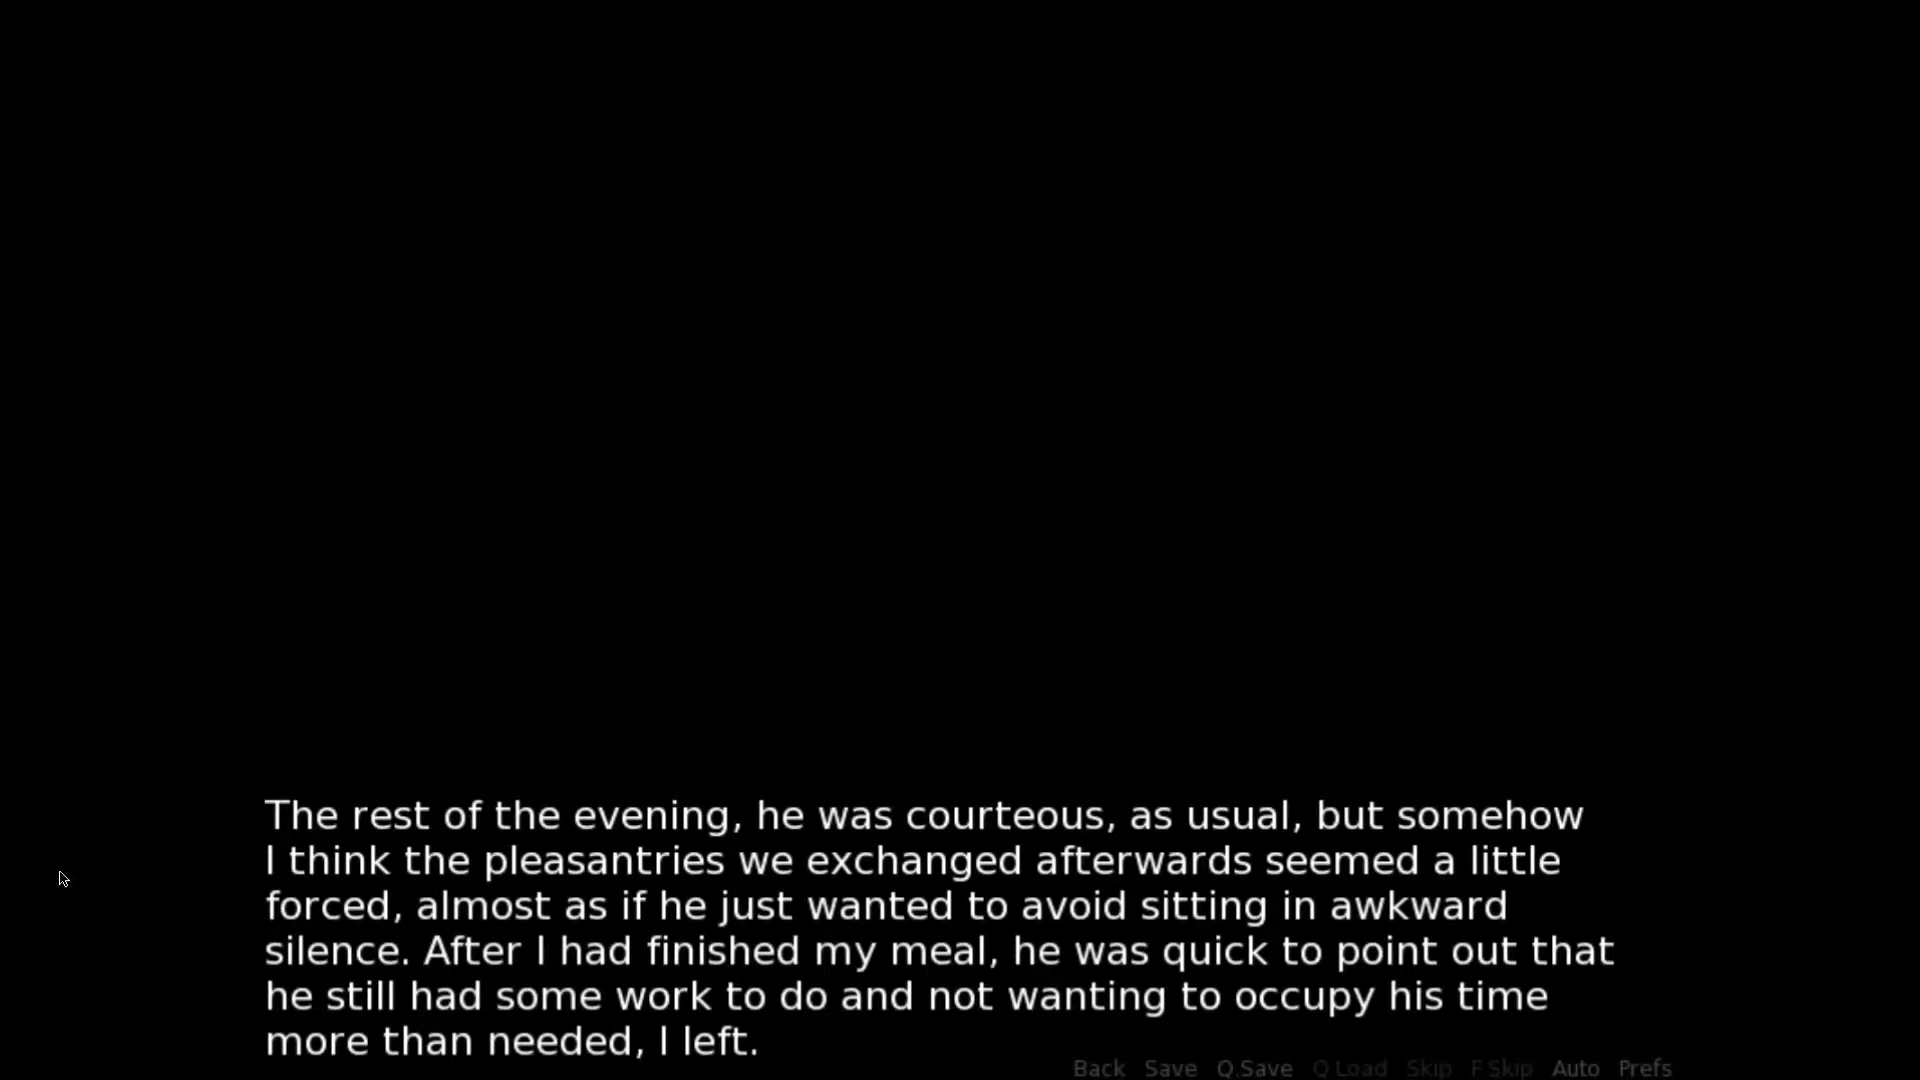 The rest of the evening, he was courteous, as usual, but somehow
I think the pleasantries we exchanged afterwards seemed a little
forced, almost as if he just wanted to avoid sitting in awkward
silence. After I had finished my meal, he was quick to point out that
he still had some work to do and not wanting to occupy his time
more than needed, I left.
Back Save Q.Save Q.Load Skip F.Skip Auto Prefs